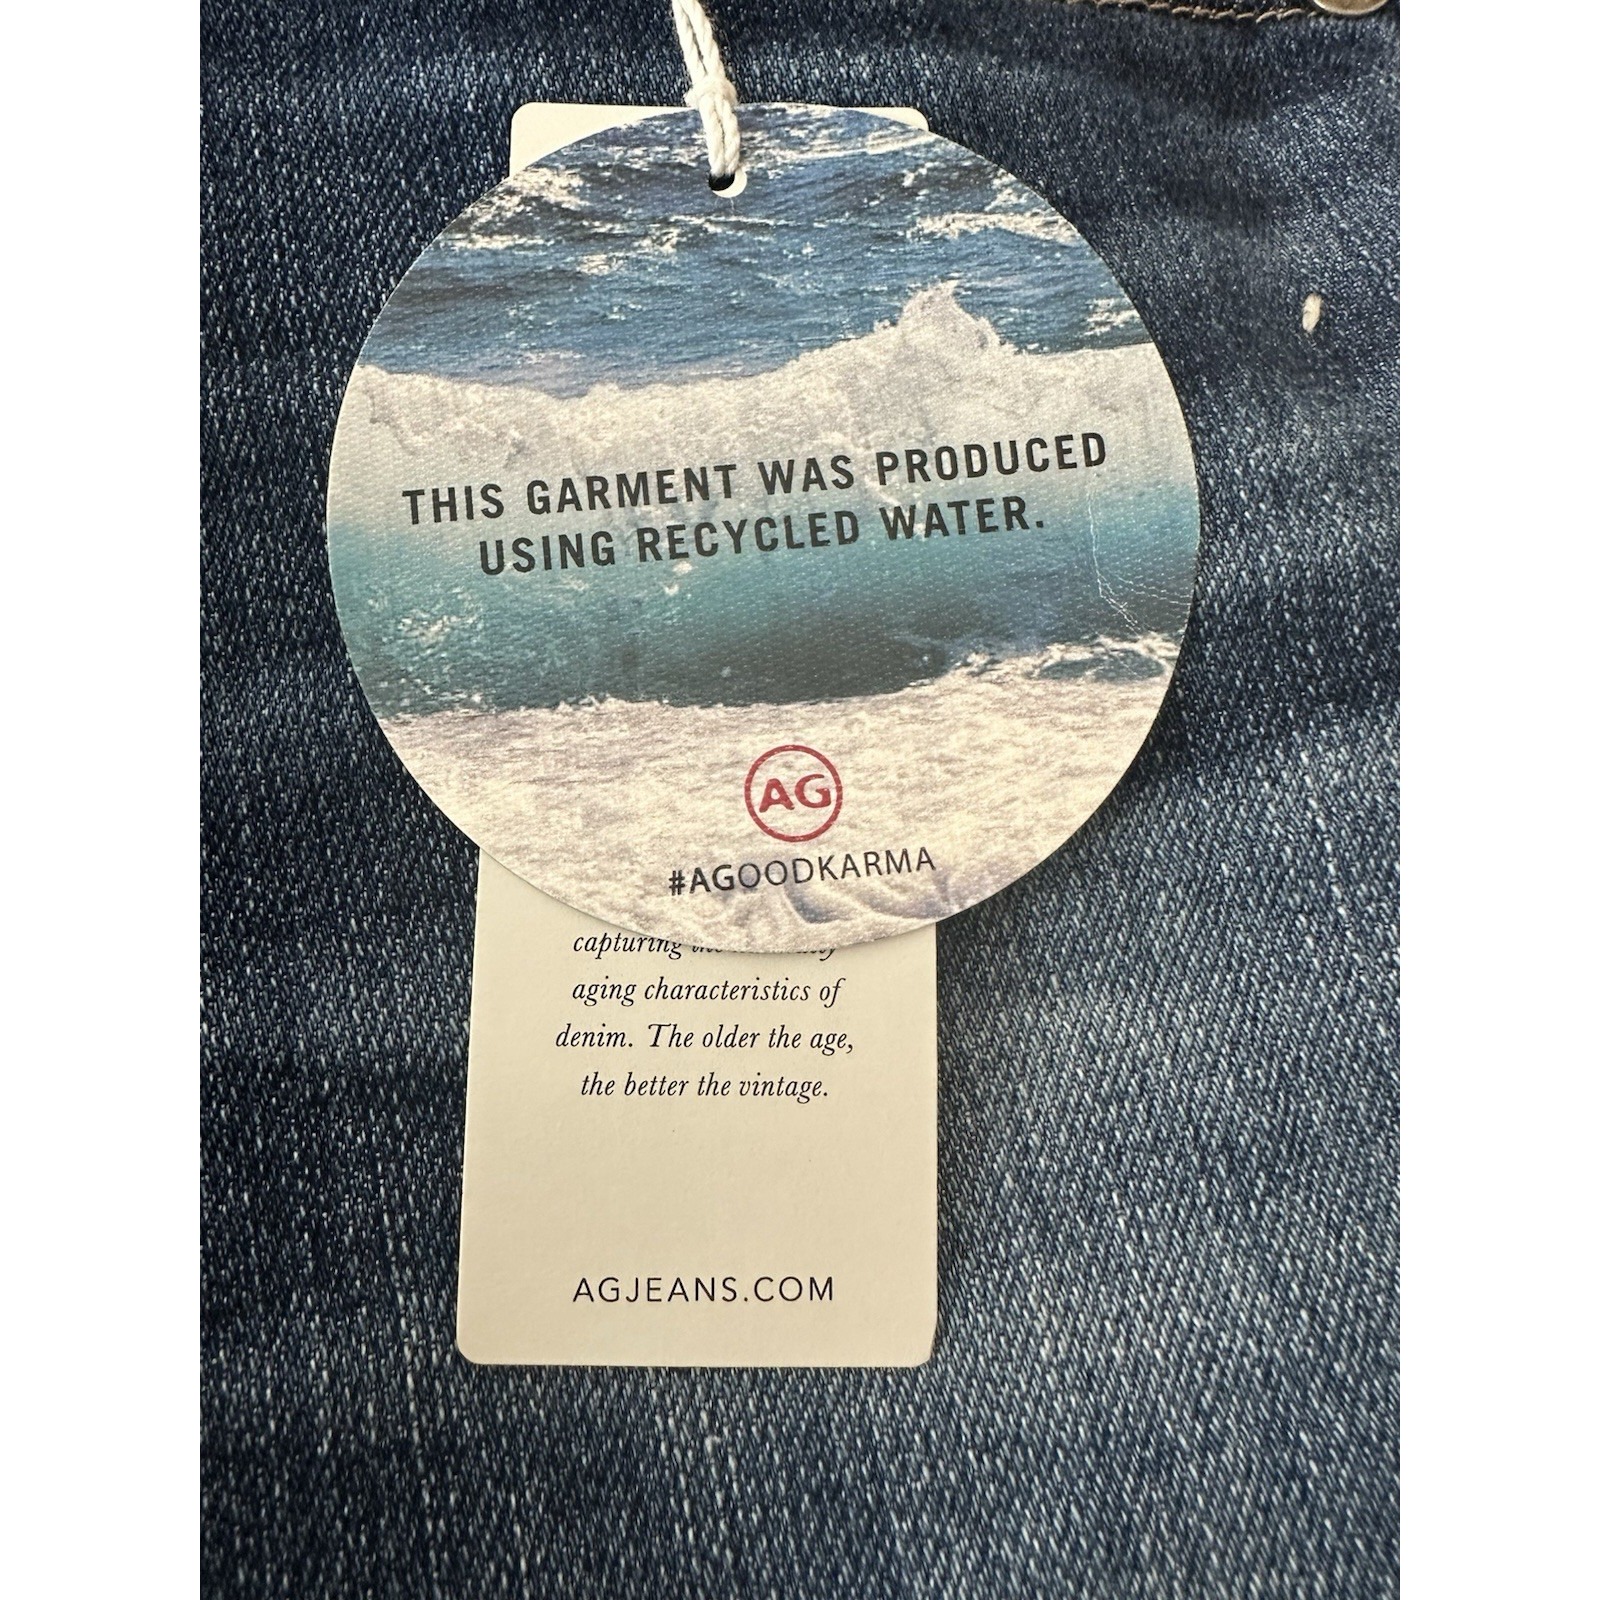 THIS GARMENT WAS PRODUCED
USING RECYCLED WATER.
AG
#AGOODKARMA
capturing
aging characteristics of
denim. The older the age,
the better the vintage.
AGJEANS.COM